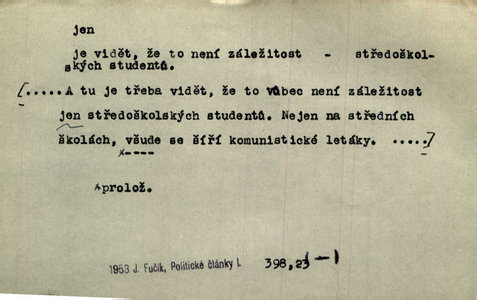 jen
je vidět, že to není záležitost - středoškol-
ských studentů.
[.....A tu je třeba vidět, že to vůbec není záležitost
jen středoškolských studentů. Nejen na středních
školách, všude se šíří komunistické letáky. .....]
*----
*prolož.
1953 J. Fučík, Politické články I. 398,23